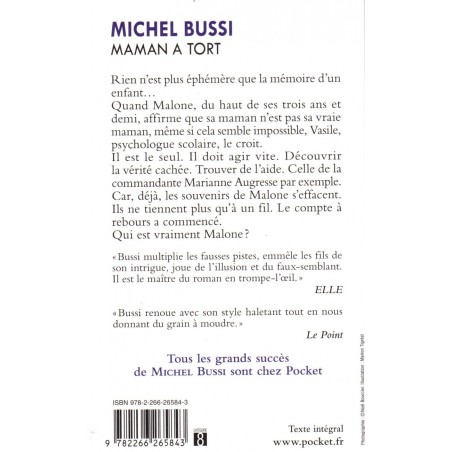 MICHEL BUSSI
MAMAN A TORT
Rien n'est plus éphémère que la mémoire d'un
enfant…
Quand Malone, du haut de ses trois ans et
demi, affirme que sa maman n'est pas sa vraie
maman, même si cela semble impossible, Vasile,
psychologue scolaire, le croit.
Il est le seul. Il doit agir vite. Découvrir
la vérité cachée. Trouver de l'aide. Celle de la
commandante Marianne Augresse par exemple.
Car, déjà, les souvenirs de Malone s'effacent.
Ils ne tiennent plus qu'à un fil. Le compte à
rebours a commencé.
Qui est vraiment Malone ?
« Bussi multiplie les fausses pistes, emmêle les fils de
son intrigue, joue de l'illusion et du faux-semblant.
Il est le maître du roman en trompe-l'œil. »
ELLE
« Bussi renoue avec son style haletant tout en nous
donnant du grain à moudre. »
Le Point
Tous les grands succès
de MICHEL BUSSI sont chez Pocket
ISBN 978-2-266-26584-3
8
9 782266 265843
Texte intégral
www.pocket.fr